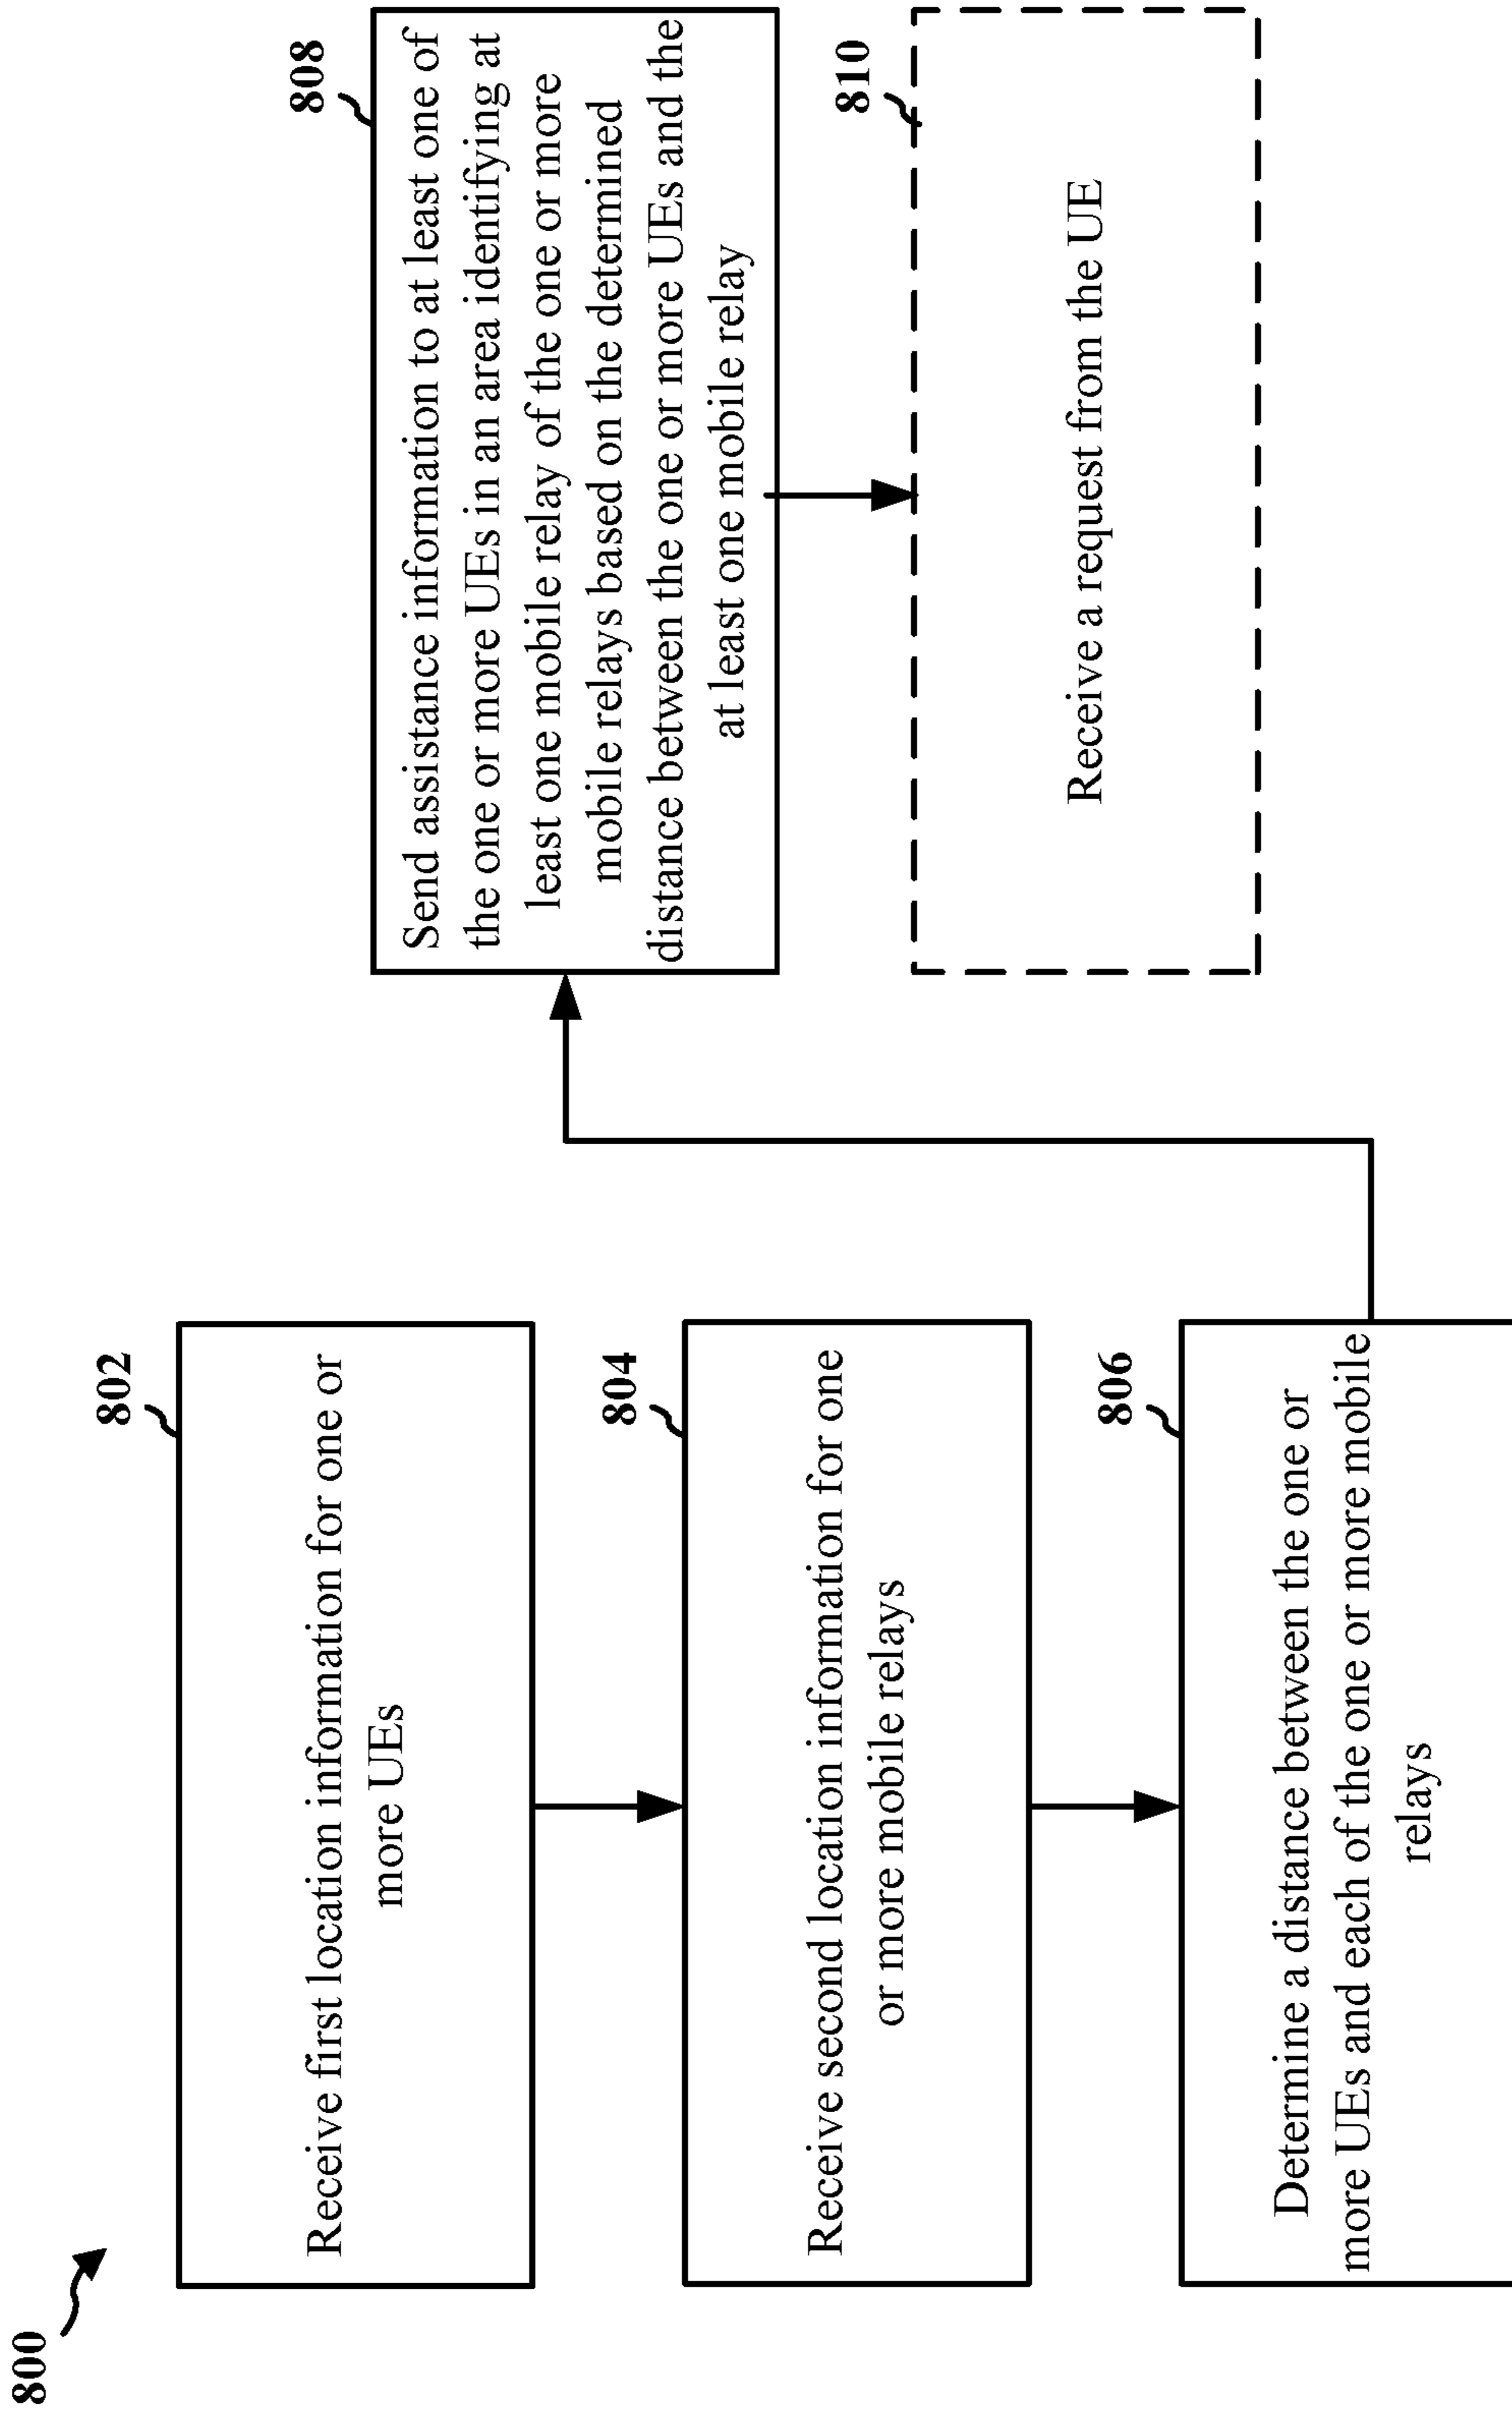 800
802
Receive first location information for one or
more UEs
804
Receive second location information for one
or more mobile relays
806
Determine a distance between the one or
more UEs and each of the one or more mobile
relays
808
Send assistance information to at least one of
the one or more UEs in an area identifying at
least one mobile relay of the one or more
mobile relays based on the determined
distance between the one or more UEs and the
at least one mobile relay
810
Receive a request from the UE